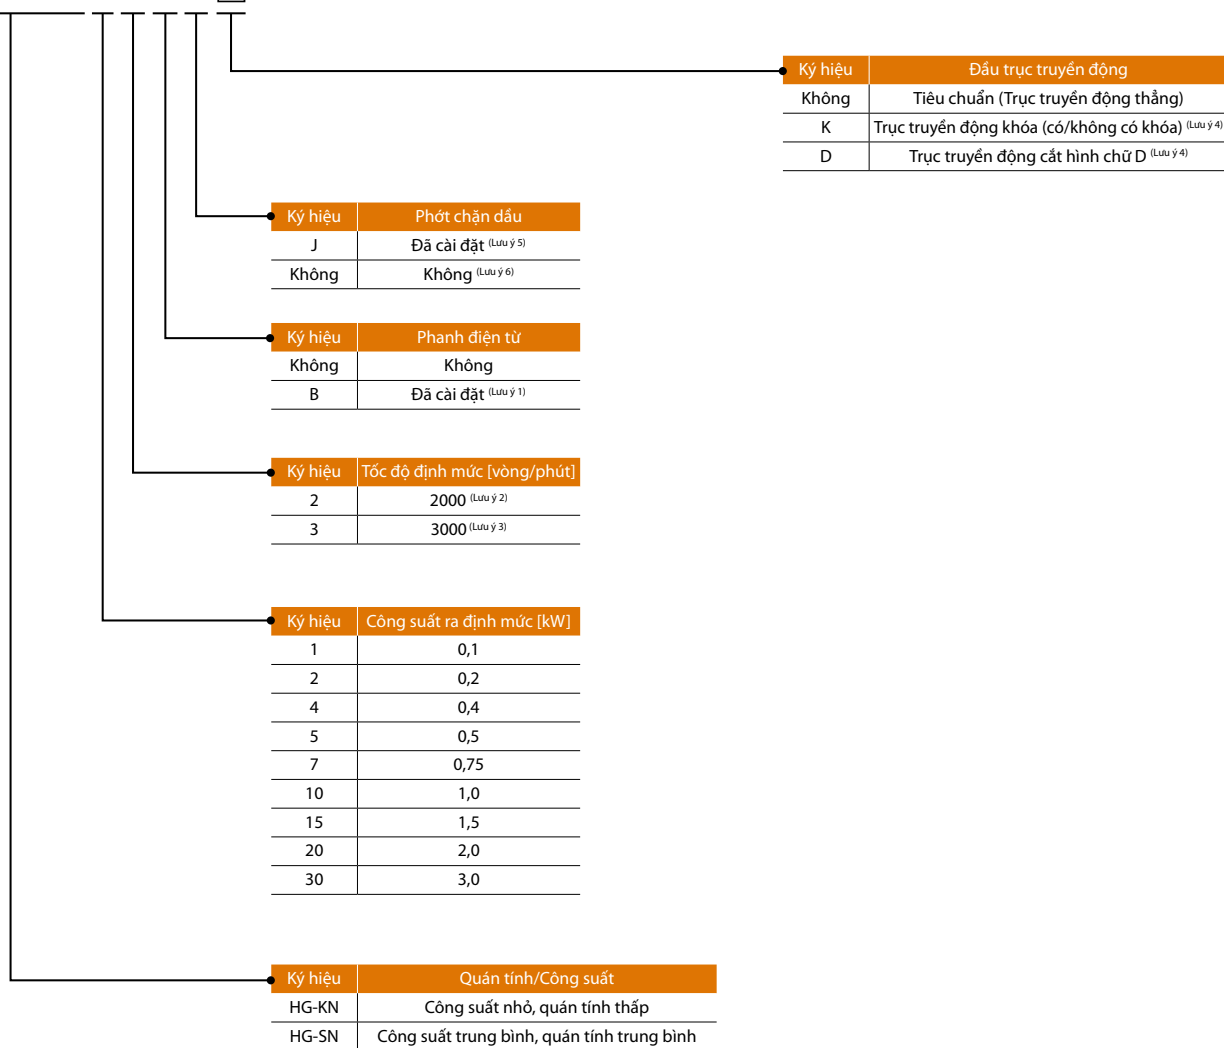 Ký hiệu Đầu trục truyền động
Không Tiêu chuẩn (Trục truyền động thẳng)
K Trục truyền động khóa (có/không có khóa) (Lưu ý 4)
D Trục truyền động cắt hình chữ D (Lưu ý 4)
Ký hiệu Phớt chặn dầu
J Đã cài đặt (Lưu ý 5)
Không Không (Lưu ý 6)
Ký hiệu Phanh điện từ
Không Không
B Đã cài đặt (Lưu ý 1)
Ký hiệu Tốc độ định mức [vòng/phút]
2 2000 (Lưu ý 2)
3 3000 (Lưu ý 3)
Ký hiệu Công suất ra định mức [kW]
1 0,1
2 0,2
4 0,4
5 0,5
7 0,75
10 1,0
15 1,5
20 2,0
30 3,0
Ký hiệu Quán tính/Công suất
HG-KN Công suất nhỏ, quán tính thấp
HG-SN Công suất trung bình, quán tính trung bình